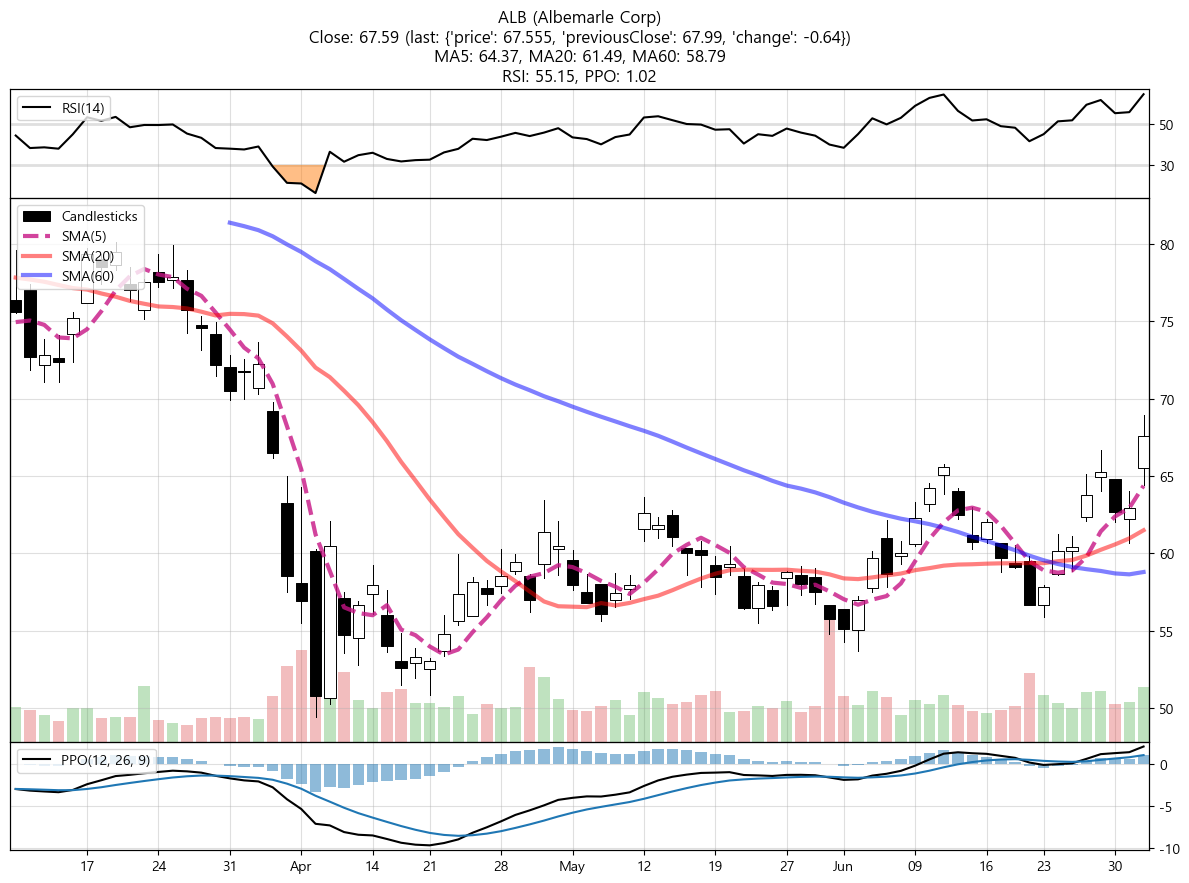 ALB (Albemarle Corp)
Close: 67.59 (last: {'price': 67.555, 'previousClose': 67.99, 'change': -0.64})
MA5: 64.37, MA20: 61.49, MA60: 58.79
RSI: 55.15, PPO: 1.02
RSI(14)
50
30
Candlesticks
SMA(5)
SMA(20)
SMA(60)
80
75
70
65
60
55
50
PPO(12, 26, 9)
0
-5
-10
17 24 31 Apr 14 21 28 May 12 19 27 Jun 09 16 23 30